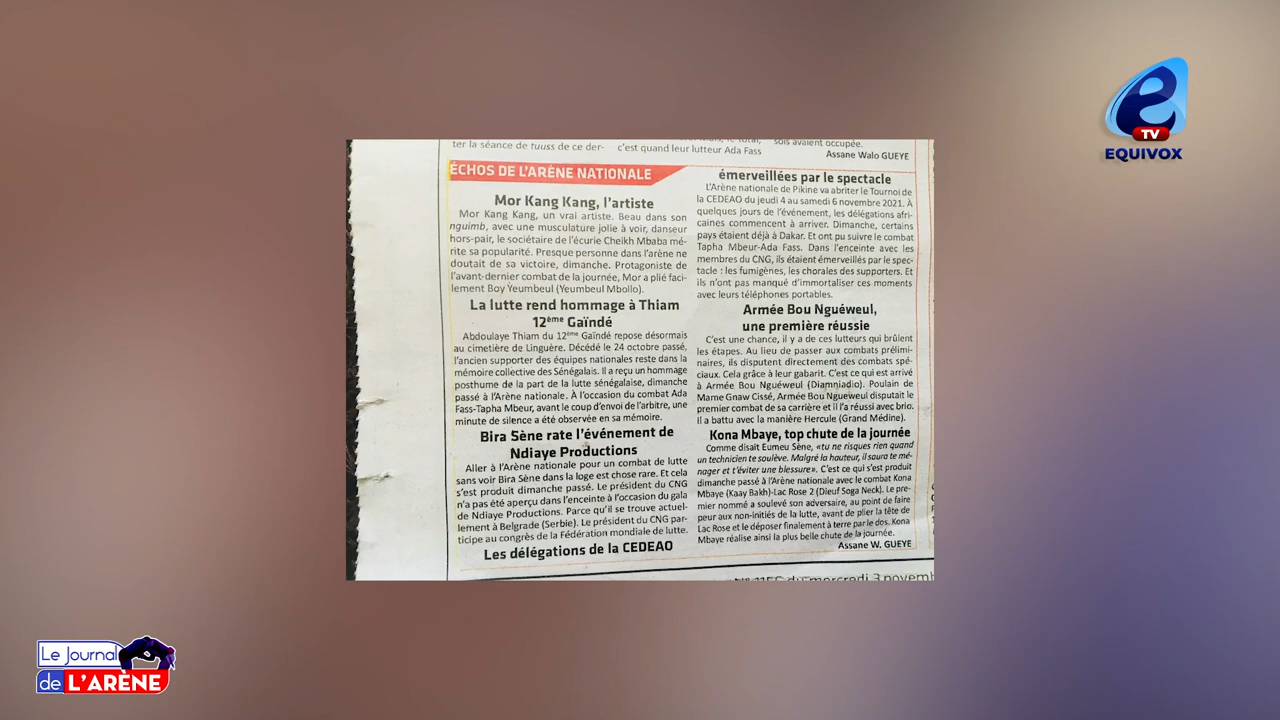 ter la séance de tuuss de ce der-
c'est quand leur lutteur Ada Fass
sois avaient occupée.
Assane Walo GUEYE
ÉCHOS DE L'ARÈNE NATIONALE
Mor Kang Kang, l'artiste
Mor Kang Kang, un vrai artiste. Beau dans son
nguimb, avec une musculature jolie à voir, danseur
hors-pair, le sociétaire de l'écurie Cheikh Mbaba mé-
rite sa popularité. Presque personne dans l'arène ne
doutait de sa victoire, dimanche. Protagoniste de
l'avant-dernier combat de la journée, Mor a plié faci-
lement Boy Yeumbeul (Yeumbeul Mbollo).
La lutte rend hommage à Thiam
12ème Gaïndé
Abdoulaye Thiam du 12ème Gaïndé repose désormais
au cimetière de Linguère. Décédé le 24 octobre passé,
l'ancien supporter des équipes nationales reste dans la
mémoire collective des Sénégalais. Il a reçu un hommage
posthume de la part de la lutte sénégalaise, dimanche
passé à l'Arène nationale. À l'occasion du combat Ada
Fass-Tapha Mbeur, avant le coup d'envoi de l'arbitre, une
minute de silence a été observée en sa mémoire.
Bira Sène rate l'événement de
Ndiaye Productions
Aller à l'Arène nationale pour un combat de lutte
sans voir Bira Sène dans la loge est chose rare. Et cela
s'est produit dimanche passé. Le président du CNG
n'a pas été aperçu dans l'enceinte à l'occasion du gala
de Ndiaye Productions. Parce qu'il se trouve actuel-
lement à Belgrade (Serbie). Le président du CNG par-
ticipe au congrès de la Fédération mondiale de lutte.
Les délégations de la CEDEAO
émerveillées par le spectacle
L'Arène nationale de Pikine va abriter le Tournoi de
la CEDEAO du jeudi 4 au samedi 6 novembre 2021. À
quelques jours de l'événement, les délégations afri-
caines commencent à arriver. Dimanche, certains
pays étaient déjà à Dakar. Et ont pu suivre le combat
Tapha Mbeur-Ada Fass. Dans l'enceinte avec les
membres du CNG, ils étaient émerveillés par le spec-
tacle : les fumigènes, les chorales des supporters. Et
ils n'ont pas manqué d'immortaliser ces moments
avec leurs téléphones portables.
Armée Bou Nguéweul,
une première réussie
C'est une chance, il y a de ces lutteurs qui brûlent
les étapes. Au lieu de passer aux combats prélimi-
naires, ils disputent directement des combats spé-
ciaux. Cela grâce à leur gabarit. C'est ce qui est arrivé
à Armée Bou Nguéweul (Diamniadio). Poulain de
Mame Gnaw Cissé, Armée Bou Ngueweul disputait le
premier combat de sa carrière et il l'a réussi avec brio.
Il a battu avec la manière Hercule (Grand Médine).
Kona Mbaye, top chute de la journée
Comme disait Eumeu Sène, «tu ne risques rien quand
un technicien te soulève. Malgré la hauteur, il saura te mé-
nager et t'éviter une blessure». C'est ce qui s'est produit
dimanche passé à l'Arène nationale avec le combat Kona
Mbaye (Kaay Bakh)-Lac Rose 2 (Dieuf Soga Neck). Le pre-
mier nommé a soulevé son adversaire, au point de faire
peur aux non-initiés de la lutte, avant de plier la tête de
Lac Rose et le déposer finalement à terre par le dos. Kona
Mbaye réalise ainsi la plus belle chute de la journée.
Assane W. GUEYE
du mercredi 3 novem
e
TV
EQUIVOX
Le Journal
de L'ARÈNE